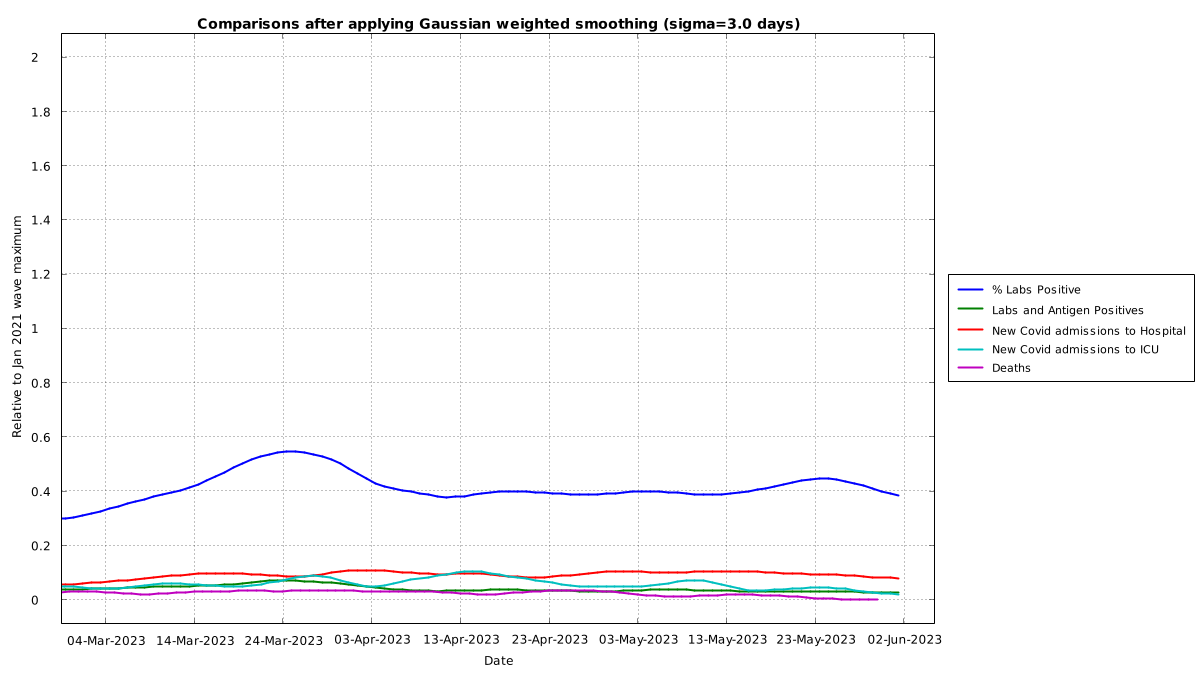 Comparisons after applying Gaussian weighted smoothing (sigma=3.0 days)
2
1.8
1.6
1.4
1.2
1
0.8
0.6
0.4
0.2
0
Relative to Jan 2021 wave maximum
04-Mar-2023 14-Mar-2023 24-Mar-2023 03-Apr-2023 13-Apr-2023 23-Apr-2023 03-May-2023 13-May-2023 23-May-2023 02-Jun-2023
Date
% Labs Positive
Labs and Antigen Positives
New Covid admissions to Hospital
New Covid admissions to ICU
Deaths